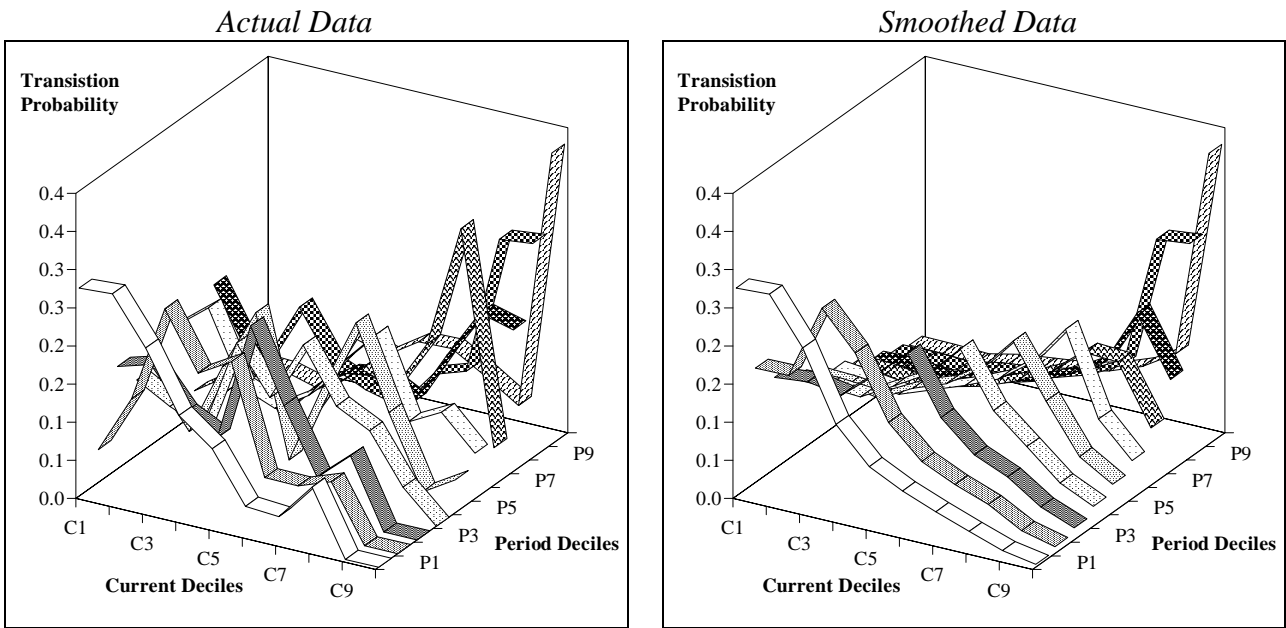 Actual Data
Transistion
Probability
0.4
0.4
0.3
0.3
0.2
0.2
0.1
0.1
0.0
C1
C3
C5
C7
C9
Current Deciles
P1
P3
P5
P7
P9
Period Deciles
Smoothed Data
Transistion
Probability
0.4
0.4
0.3
0.3
0.2
0.2
0.1
0.1
0.0
C1
C3
C5
C7
C9
Current Deciles
P1
P3
P5
P7
P9
Period Deciles